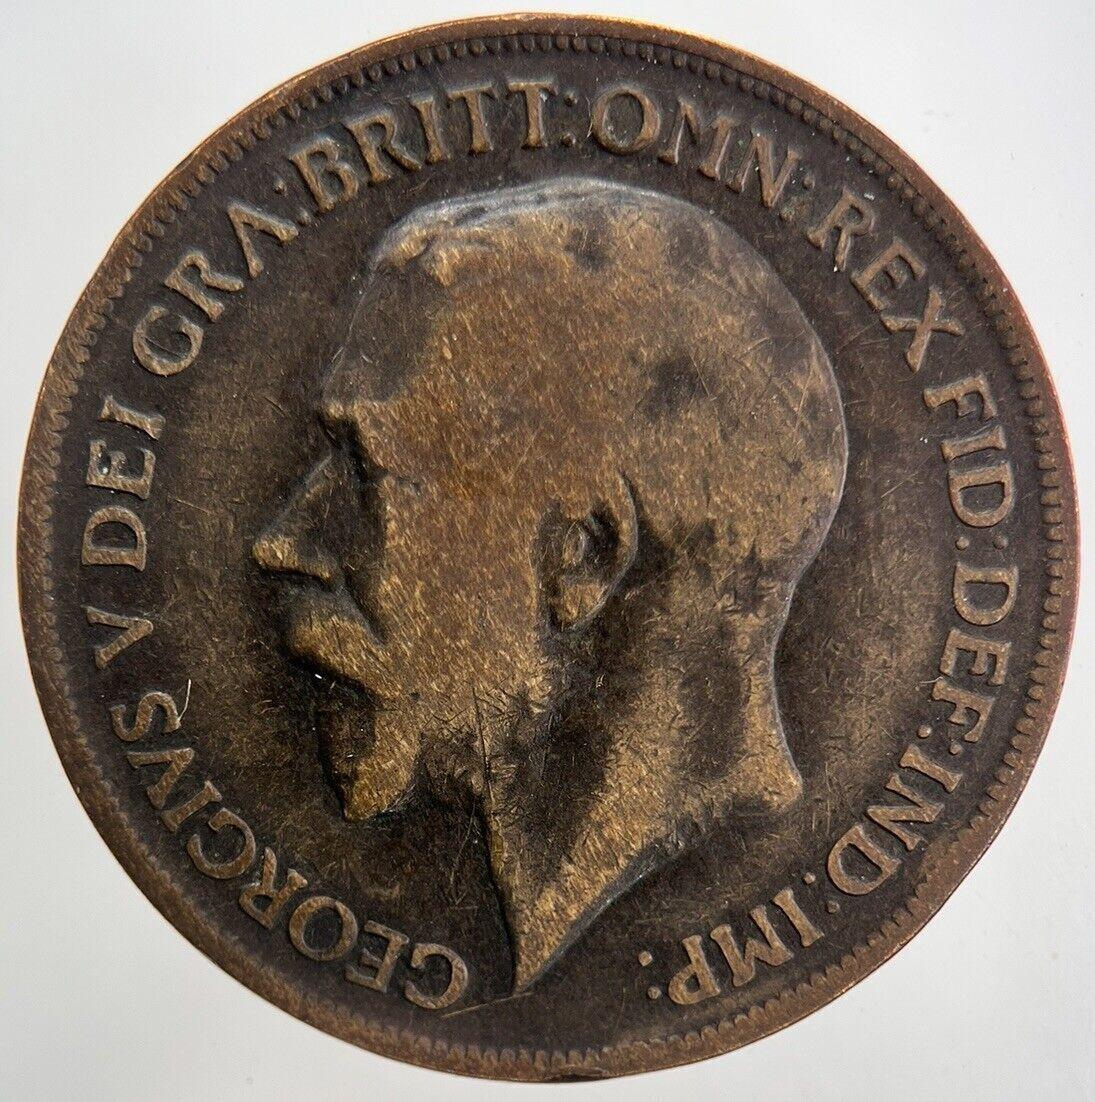 GEORGIVS V DEI GRA:BRITT:OMN:REX FID:DEF:IND:IMP: